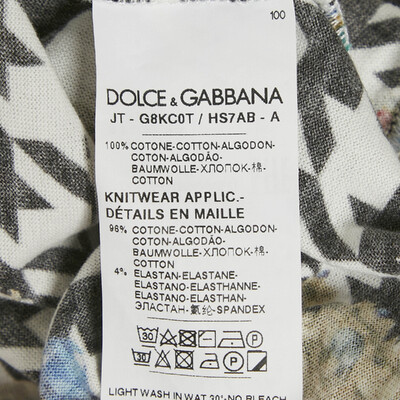 100
DOLCE & GABBANA
JT - G8KC0T / HS7AB - A
100% COTONE-COTTON-ALGODON-
COTON-ALGODÃO-
BAUMWOLLE-ХЛОПОК-棉-
COTTON
KNITWEAR APPLIC.-
DÉTAILS EN MAILLE
96% COTONE-COTTON-ALGODON-
COTON-ALGODÃO-
BAUMWOLLE-ХЛОПОК-棉-
COTTON
4% ELASTAN-ELASTANE-
ELASTANO-ELASTHANNE-
ELASTANO-ELASTHAN-
ЭЛАСТАН-氨纶-SPANDEX
30
30
LIGHT WASH IN WAT 30°-NO BLEACH